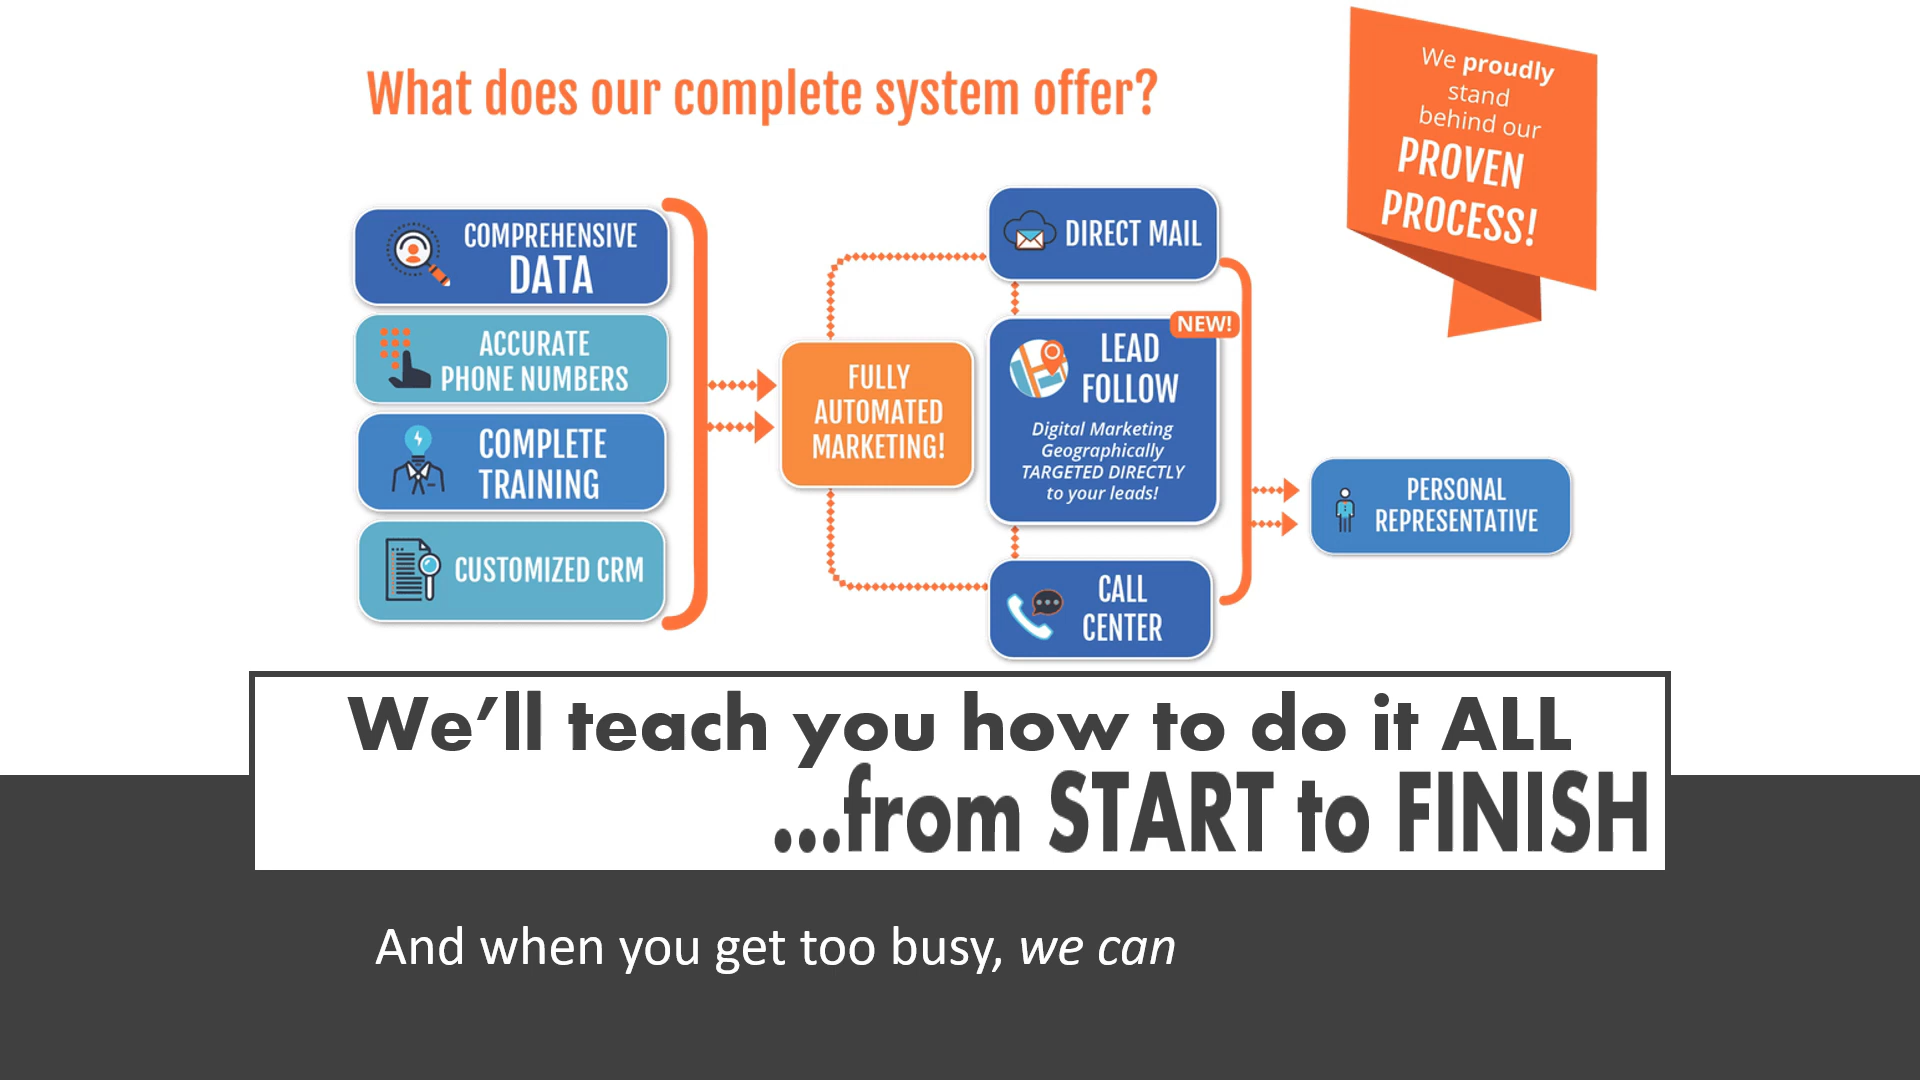 What does our complete system offer?
We proudly
stand
behind our
PROVEN
PROCESS!
COMPREHENSIVE
DATA
ACCURATE
PHONE NUMBERS
COMPLETE
TRAINING
CUSTOMIZED CRM
FULLY
AUTOMATED
MARKETING!
DIRECT MAIL
NEW!
LEAD
FOLLOW
Digital Marketing
Geographically
TARGETED DIRECTLY
to your leads!
CALL
CENTER
PERSONAL
REPRESENTATIVE
We’ll teach you how to do it ALL
...from START to FINISH
And when you get too busy, we can